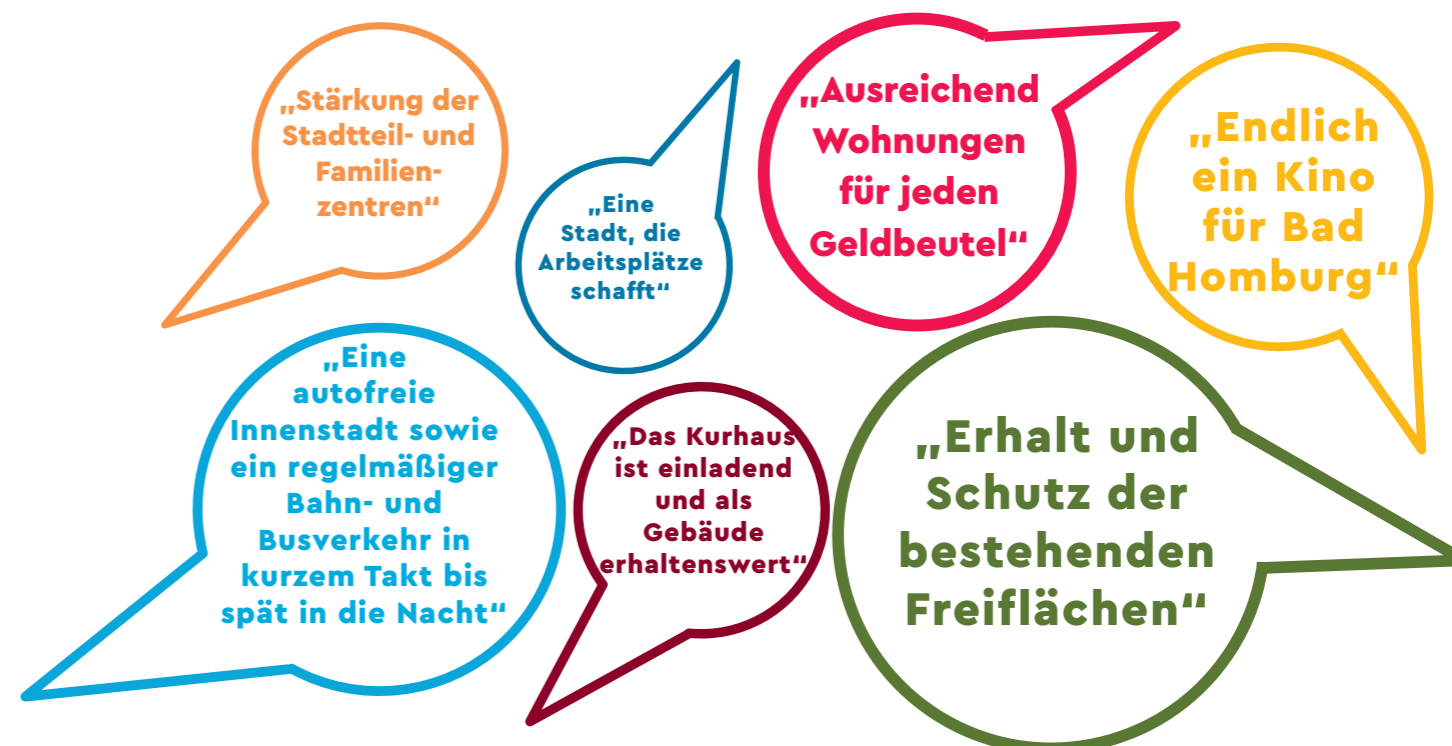 „Stärkung der
Stadtteil- und
Familien-
zentren“
„Eine
Stadt, die
Arbeitsplätze
schafft“
„Ausreichend
Wohnungen
für jeden
Geldbeutel“
„Endlich
ein Kino
für Bad
Homburg“
„Eine
autofreie
Innenstadt sowie
ein regelmäßiger
Bahn- und
Busverkehr in
kurzem Takt bis
spät in die Nacht“
„Das Kurhaus
ist einladend
und als
Gebäude
erhaltenswert“
„Erhalt und
Schutz der
bestehenden
Freiflächen“